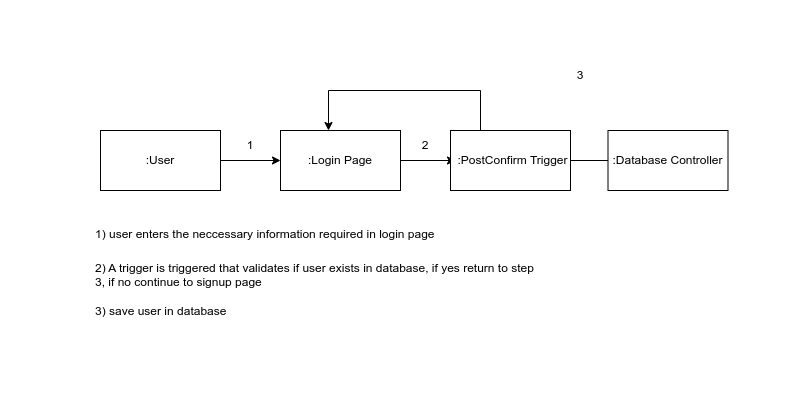 3
1
2
:User
:Login Page
:PostConfirm Trigger
:Database Controller
1) user enters the neccessary information required in login page
2) A trigger is triggered that validates if user exists in database, if yes return to step
3, if no continue to signup page
3) save user in database